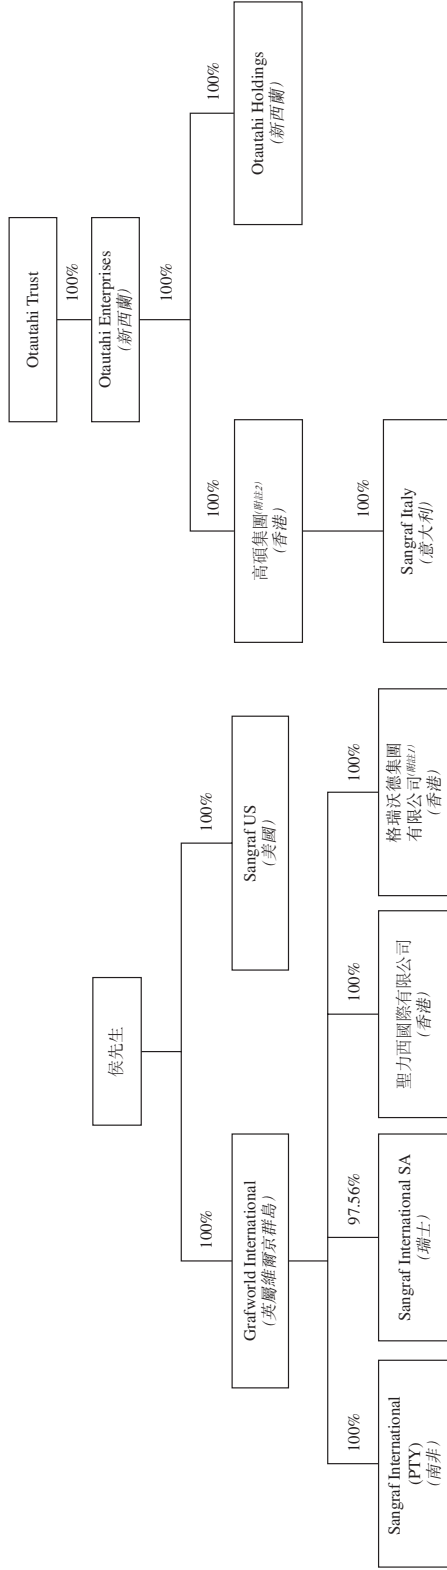 侯先生
100%
100%
Grafworld International
(英屬維爾京群島)
Sangraf US
(美國)
100%
97.56%
100%
100%
Sangraf International
(PTY)
(南非)
Sangraf International SA
(瑞士)
聖力西國際有限公司
(香港)
格瑞沃德集團
有限公司(附註1)
(香港)
Otautahi Trust
100%
Otautahi Enterprises
(新西蘭)
100%
100%
100%
高碩集團(附註2)
(香港)
Otautahi Holdings
(新西蘭)
100%
Sangraf Italy
(意大利)